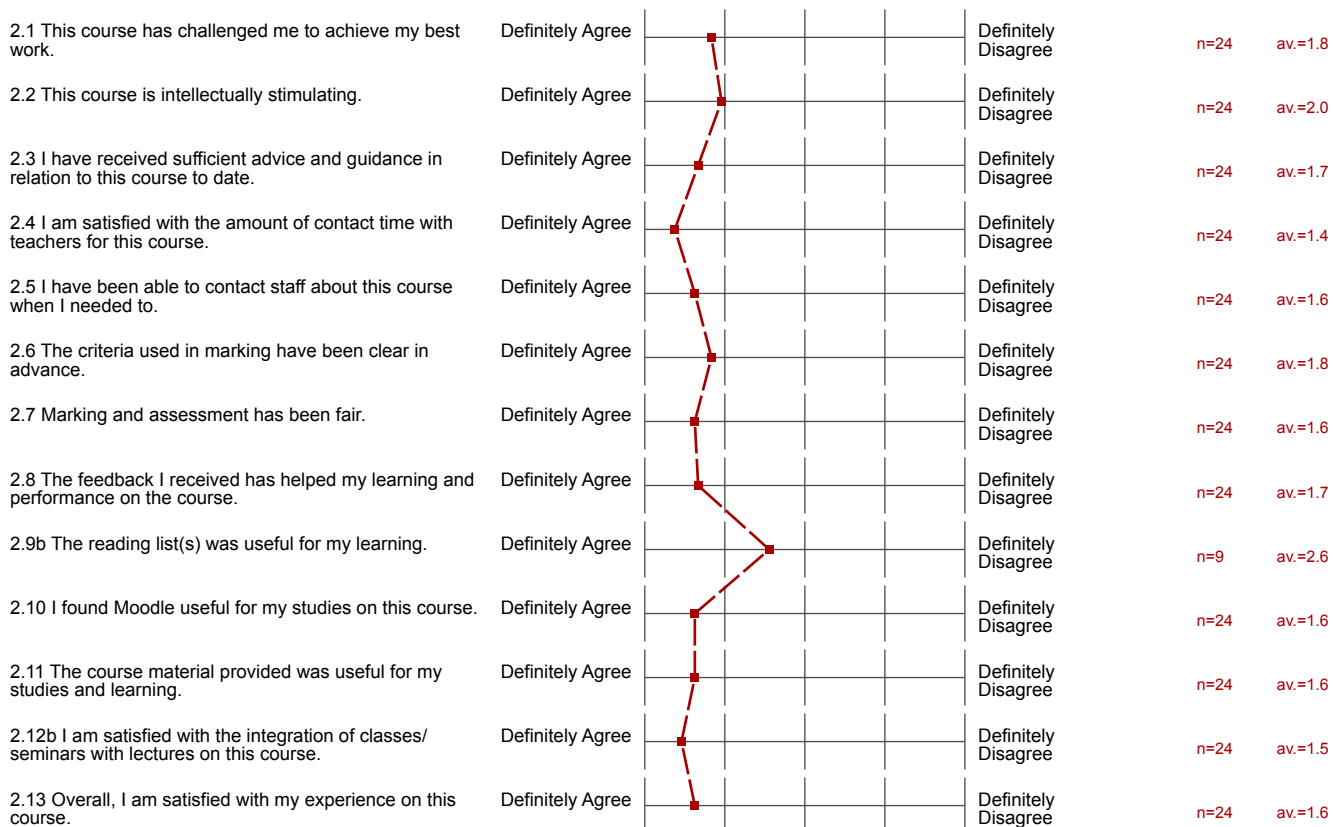 2.1 This course has challenged me to achieve my best
work.
Definitely Agree
Definitely
Disagree
n=24
av.=1.8
2.2 This course is intellectually stimulating.
Definitely Agree
Definitely
Disagree
n=24
av.=2.0
2.3 I have received sufficient advice and guidance in
relation to this course to date.
Definitely Agree
Definitely
Disagree
n=24
av.=1.7
2.4 I am satisfied with the amount of contact time with
teachers for this course.
Definitely Agree
Definitely
Disagree
n=24
av.=1.4
2.5 I have been able to contact staff about this course
when I needed to.
Definitely Agree
Definitely
Disagree
n=24
av.=1.6
2.6 The criteria used in marking have been clear in
advance.
Definitely Agree
Definitely
Disagree
n=24
av.=1.8
2.7 Marking and assessment has been fair.
Definitely Agree
Definitely
Disagree
n=24
av.=1.6
2.8 The feedback I received has helped my learning and
performance on the course.
Definitely Agree
Definitely
Disagree
n=24
av.=1.7
2.9b The reading list(s) was useful for my learning.
Definitely Agree
Definitely
Disagree
n=9
av.=2.6
2.10 I found Moodle useful for my studies on this course.
Definitely Agree
Definitely
Disagree
n=24
av.=1.6
2.11 The course material provided was useful for my
studies and learning.
Definitely Agree
Definitely
Disagree
n=24
av.=1.6
2.12b I am satisfied with the integration of classes/
seminars with lectures on this course.
Definitely Agree
Definitely
Disagree
n=24
av.=1.5
2.13 Overall, I am satisfied with my experience on this
course.
Definitely Agree
Definitely
Disagree
n=24
av.=1.6